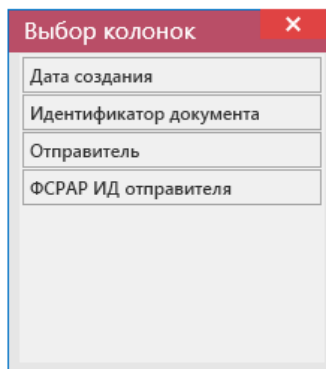 Выбор колонок
Дата создания
Идентификатор документа
Отправитель
ФСРАР ИД отправителя